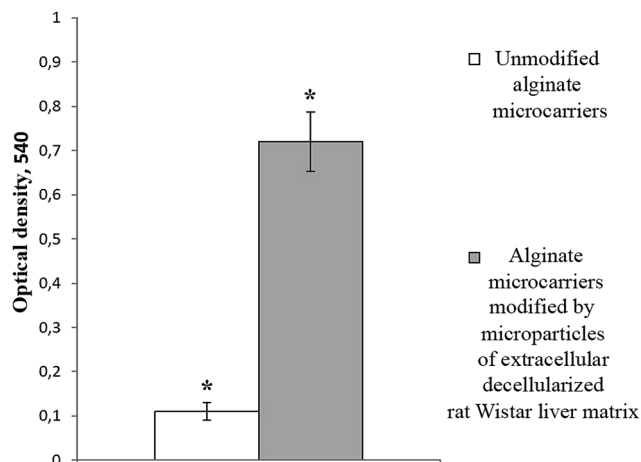 1
0,9
0,8
0,7
0,6
0,5
0,4
0,3
0,2
0,1
0
Optical density, 540
*
*
Unmodified
alginate
microcarriers
Alginate
microcarriers
modified by
microparticles
of extracellular
decellularized
rat Wistar liver matrix